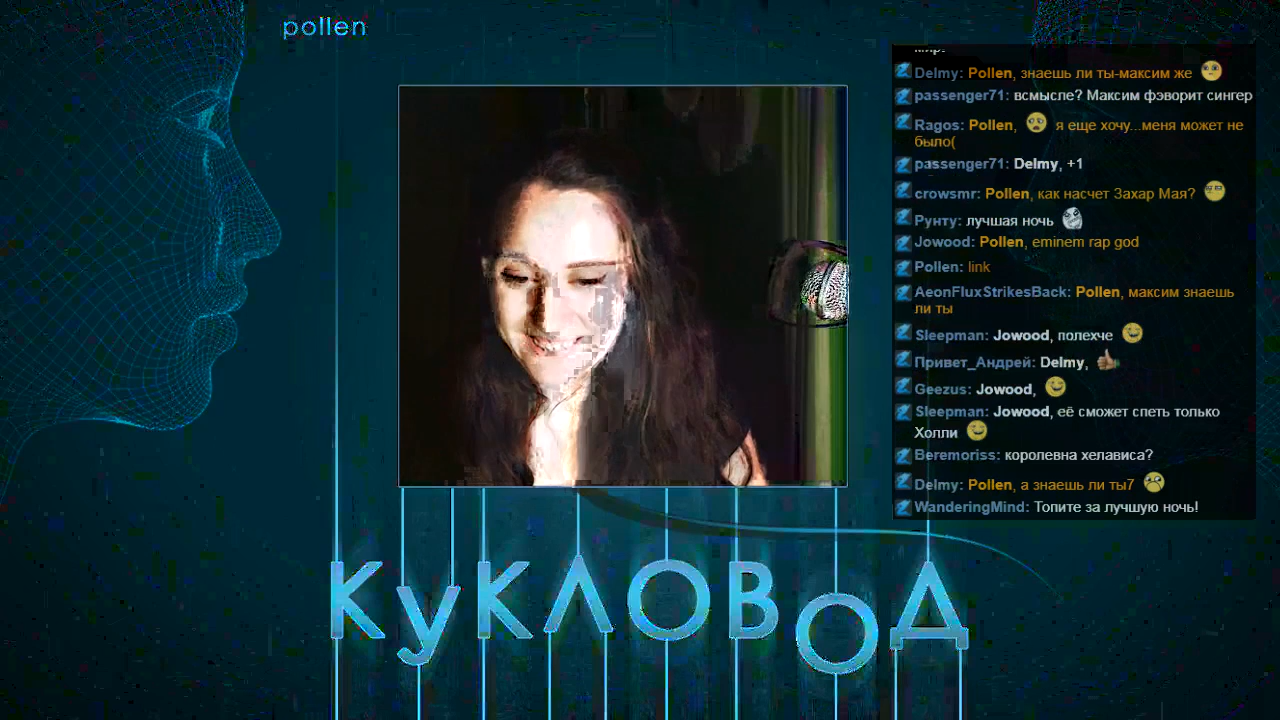 pollen
Delmy: Pollen, знаешь ли ты-максим же
passenger71: всмысле? Максим фэворит сингер
Ragos: Pollen, я еще хочу...меня может не
было(
passenger71: Delmy, +1
crowsmr: Pollen, как насчет Захар Мая?
Рунту: лучшая ночь
Jowood: Pollen, eminem rap god
Pollen: link
AeonFluxStrikesBack: Pollen, максим знаешь
ли ты
Sleepman: Jowood, полехче
Привет_Андрей: Delmy,
Geezus: Jowood,
Sleepman: Jowood, её сможет спеть только
Холли
Beremoriss: королевна хелависа?
Delmy: Pollen, а знаешь ли ты7
WanderingMind: Топите за лучшую ночь!
КУКЛОВОД